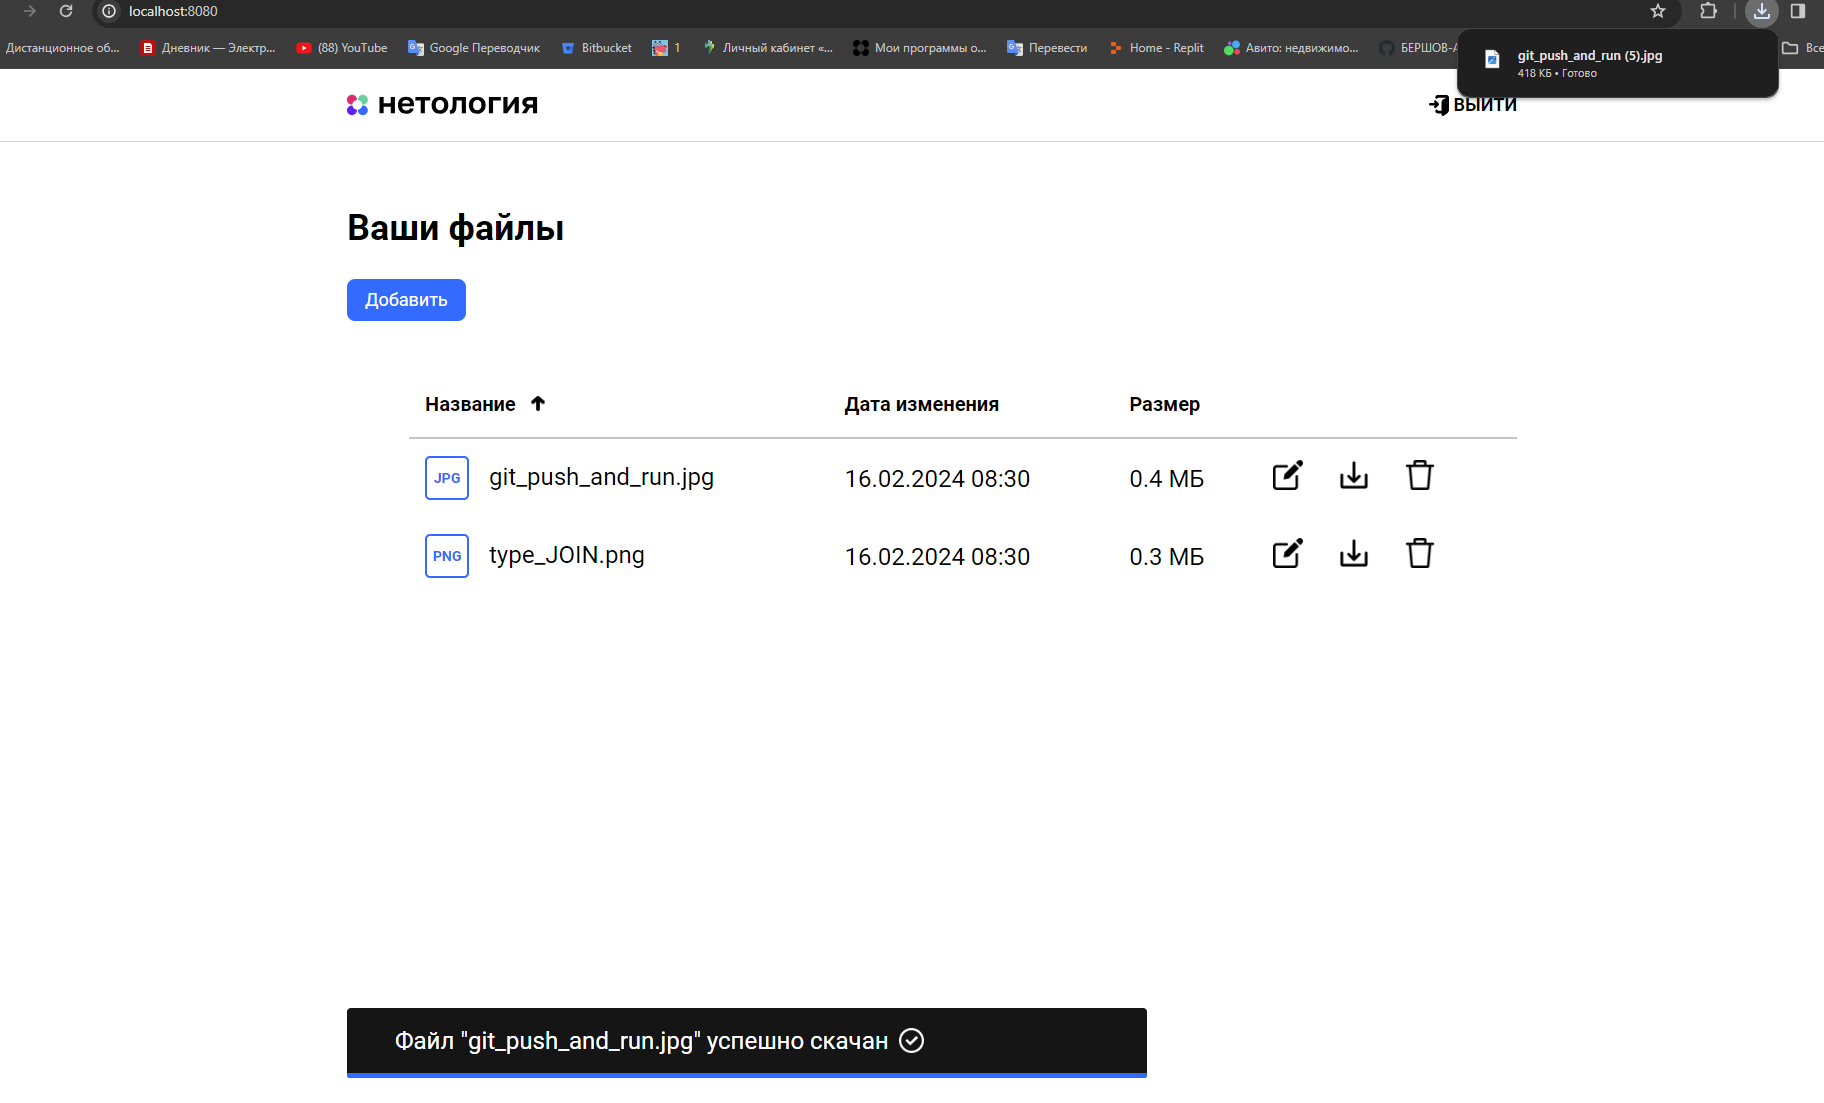 localhost:8080
Дистанционное об... Дневник — Электр... (88) YouTube Google Переводчик Bitbucket 1 Личный кабинет «... Мои программы о... Перевести Home - Replit Авито: недвижимо... БЕРШОВ-А Все
git_push_and_run (5).jpg
418 КБ • Готово
нетология
ВЫЙТИ
Ваши файлы
Добавить
Название Дата изменения Размер
JPG git_push_and_run.jpg 16.02.2024 08:30 0.4 МБ
PNG type_JOIN.png 16.02.2024 08:30 0.3 МБ
Файл "git_push_and_run.jpg" успешно скачан